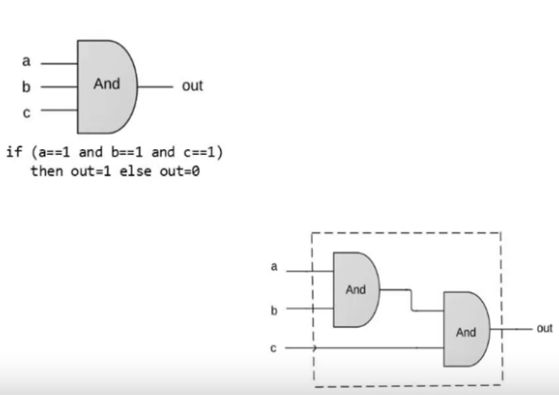 a
b
c
And
out
if (a==1 and b==1 and c==1)
then out=1 else out=0
a
b
c
And
And
out